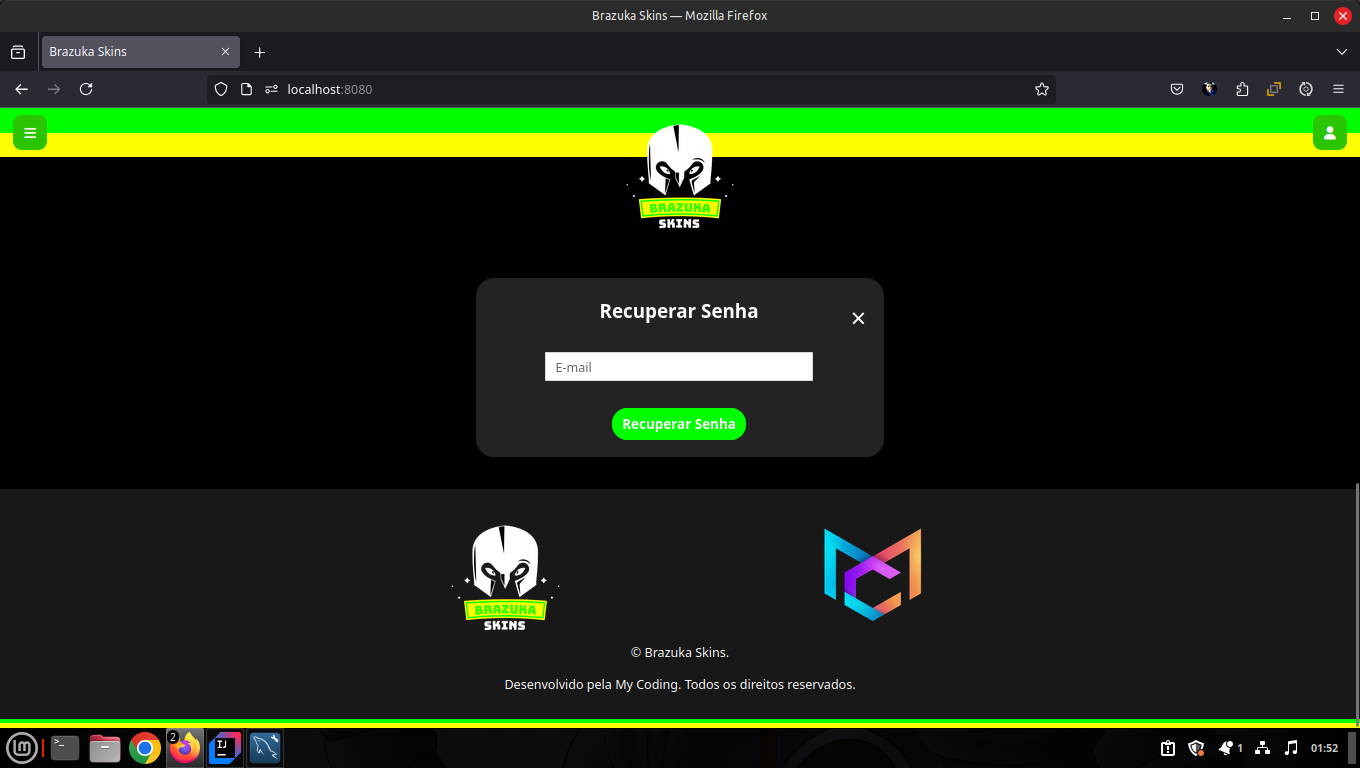 Brazuka Skins — Mozilla Firefox
Brazuka Skins
localhost:8080
BRAZUKA
SKINS
Recuperar Senha
E-mail
Recuperar Senha
BRAZUKA
SKINS
© Brazuka Skins.
Desenvolvido pela My Coding. Todos os direitos reservados.
2
IJ
1
01:52